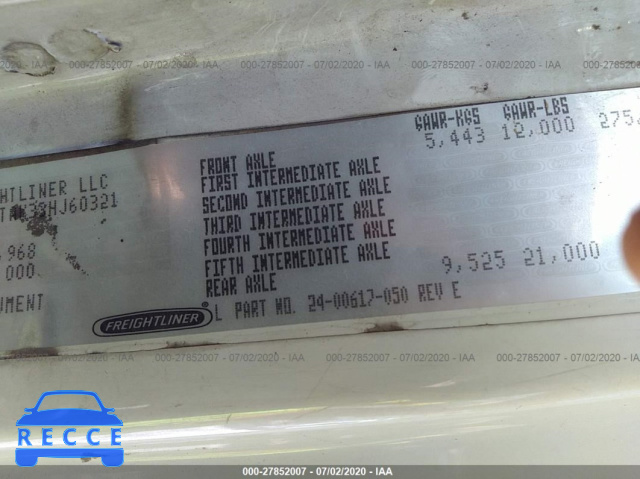 000-27852007 - 07/02/2020 - IAA 000-27852007 - 07/02/2020 - IAA 000-27852007 - 07/02/2020 - IAA
GAWR-KGS GAWR-LBS
5,443 12,000
HTLINER LLC
HJ60321
968
000
UMENT
FRONT AXLE
FIRST INTERMEDIATE AXLE
SECOND INTERMEDIATE AXLE
THIRD INTERMEDIATE AXLE
FOURTH INTERMEDIATE AXLE
FIFTH INTERMEDIATE AXLE
REAR AXLE
9,525 21,000
FREIGHTLINER
L PART NO. 24-00617-050 REV E
000-27852007 - 07/02/2020 - IAA 000-27852007 - 07/02/2020 - IAA 000-27852007 - 07/02/2020 - IAA
RECCE
000-27852007 - 07/02/2020 - IAA